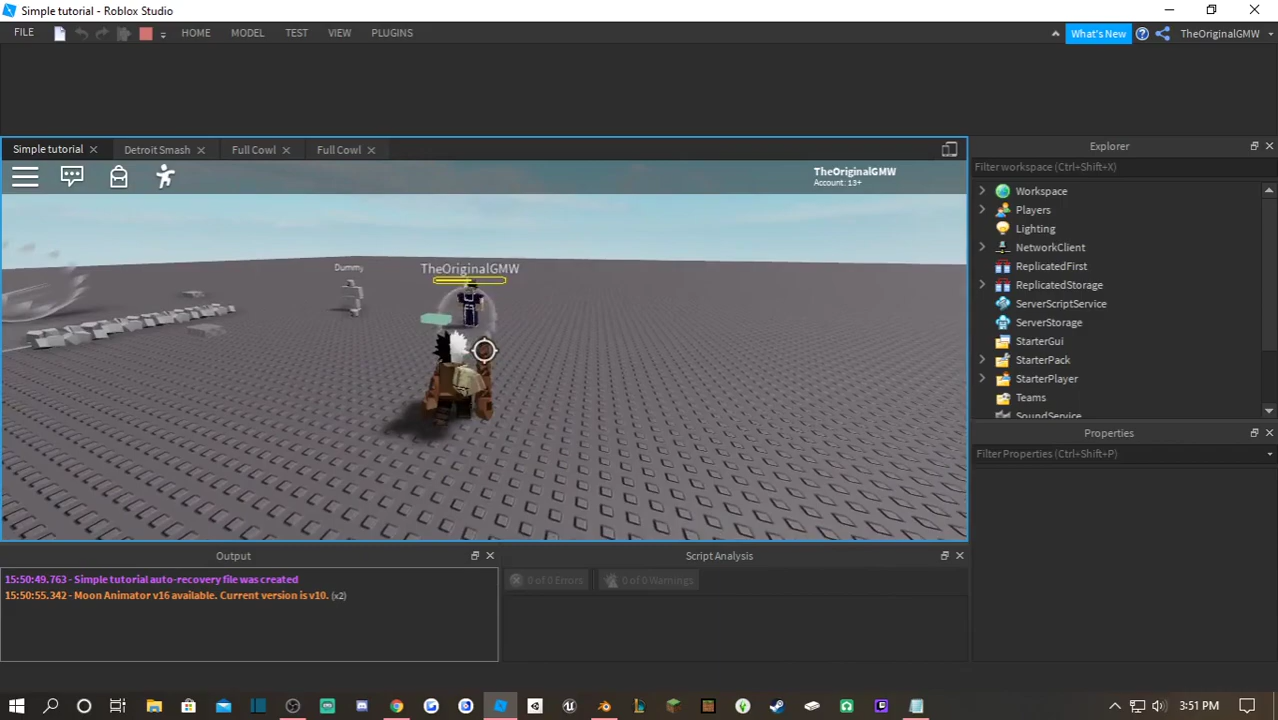 Simple tutorial - Roblox Studio
FILE HOME MODEL TEST VIEW PLUGINS What's New TheOriginalGMW
Simple tutorial Detroit Smash Full Cowl Full Cowl
TheOriginalGMW
Account: 13+
Dummy
TheOriginalGMW
Explorer
Filter workspace (Ctrl+Shift+X)
Workspace
Players
Lighting
NetworkClient
ReplicatedFirst
ReplicatedStorage
ServerScriptService
ServerStorage
StarterGui
StarterPack
StarterPlayer
Teams
SoundService
Properties
Filter Properties (Ctrl+Shift+P)
Output
15:50:49.763 - Simple tutorial auto-recovery file was created
15:50:55.342 - Moon Animator v16 available. Current version is v10. (x2)
Script Analysis
0 of 0 Errors 0 of 0 Warnings
3:51 PM